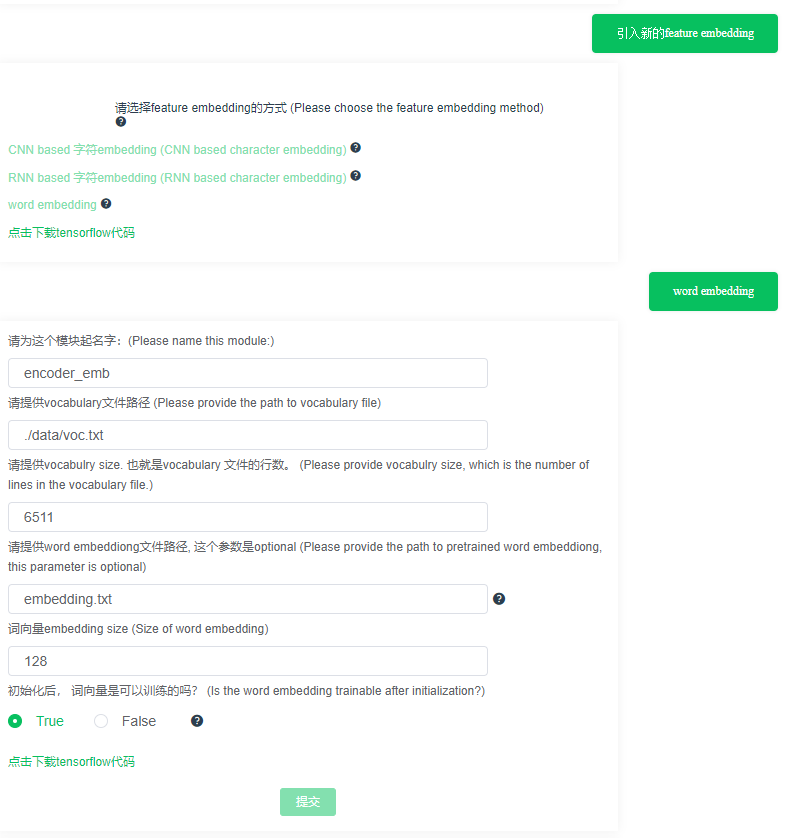 引入新的feature embedding
请选择feature embedding的方式 (Please choose the feature embedding method)
CNN based 字符embedding (CNN based character embedding)
RNN based 字符embedding (RNN based character embedding)
word embedding
点击下载tensorflow代码
word embedding
请为这个模块起名字：(Please name this module:)
encoder_emb
请提供vocabulary文件路径 (Please provide the path to vocabulary file)
./data/voc.txt
请提供vocabulry size. 也就是vocabulary 文件的行数。 (Please provide vocabulry size, which is the number of
lines in the vocabulary file.)
6511
请提供word embeddiong文件路径, 这个参数是optional (Please provide the path to pretrained word embeddiong,
this parameter is optional)
embedding.txt
词向量embedding size (Size of word embedding)
128
初始化后， 词向量是可以训练的吗？ (Is the word embedding trainable after initialization?)
True False
点击下载tensorflow代码
提交